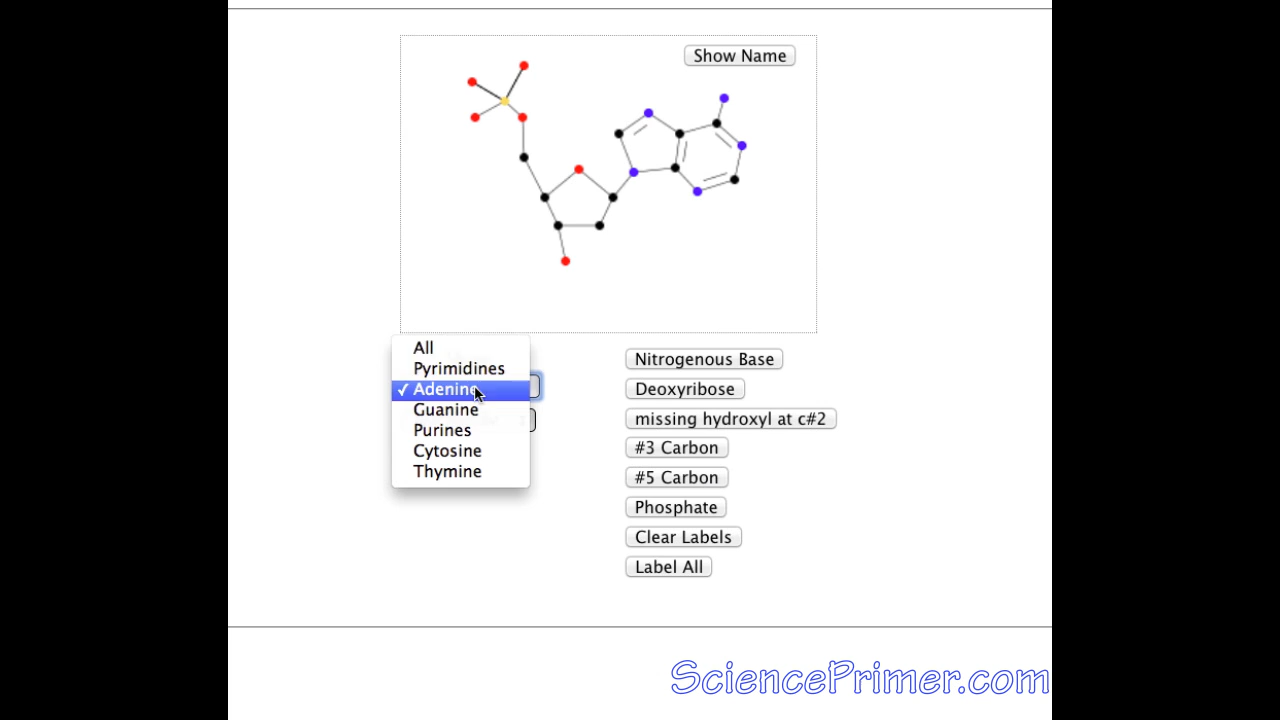 Show Name
All
Pyrimidines
✓ Adenine
Guanine
Purines
Cytosine
Thymine
Nitrogenous Base
Deoxyribose
missing hydroxyl at c#2
#3 Carbon
#5 Carbon
Phosphate
Clear Labels
Label All
SciencePrimer.com